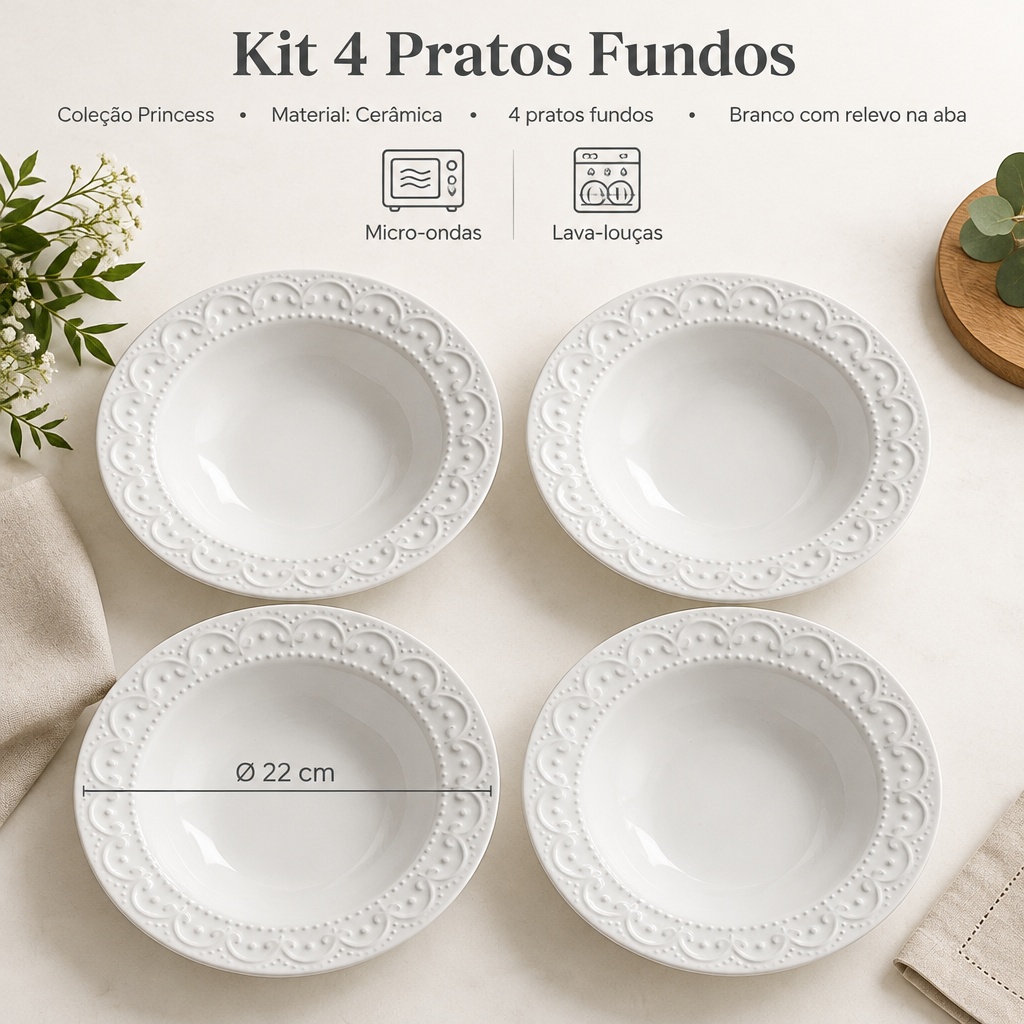 Kit 4 Pratos Fundos
Coleção Princess • Material: Cerâmica • 4 pratos fundos • Branco com relevo na aba
Micro-ondas
Lava-louças
Ø 22 cm